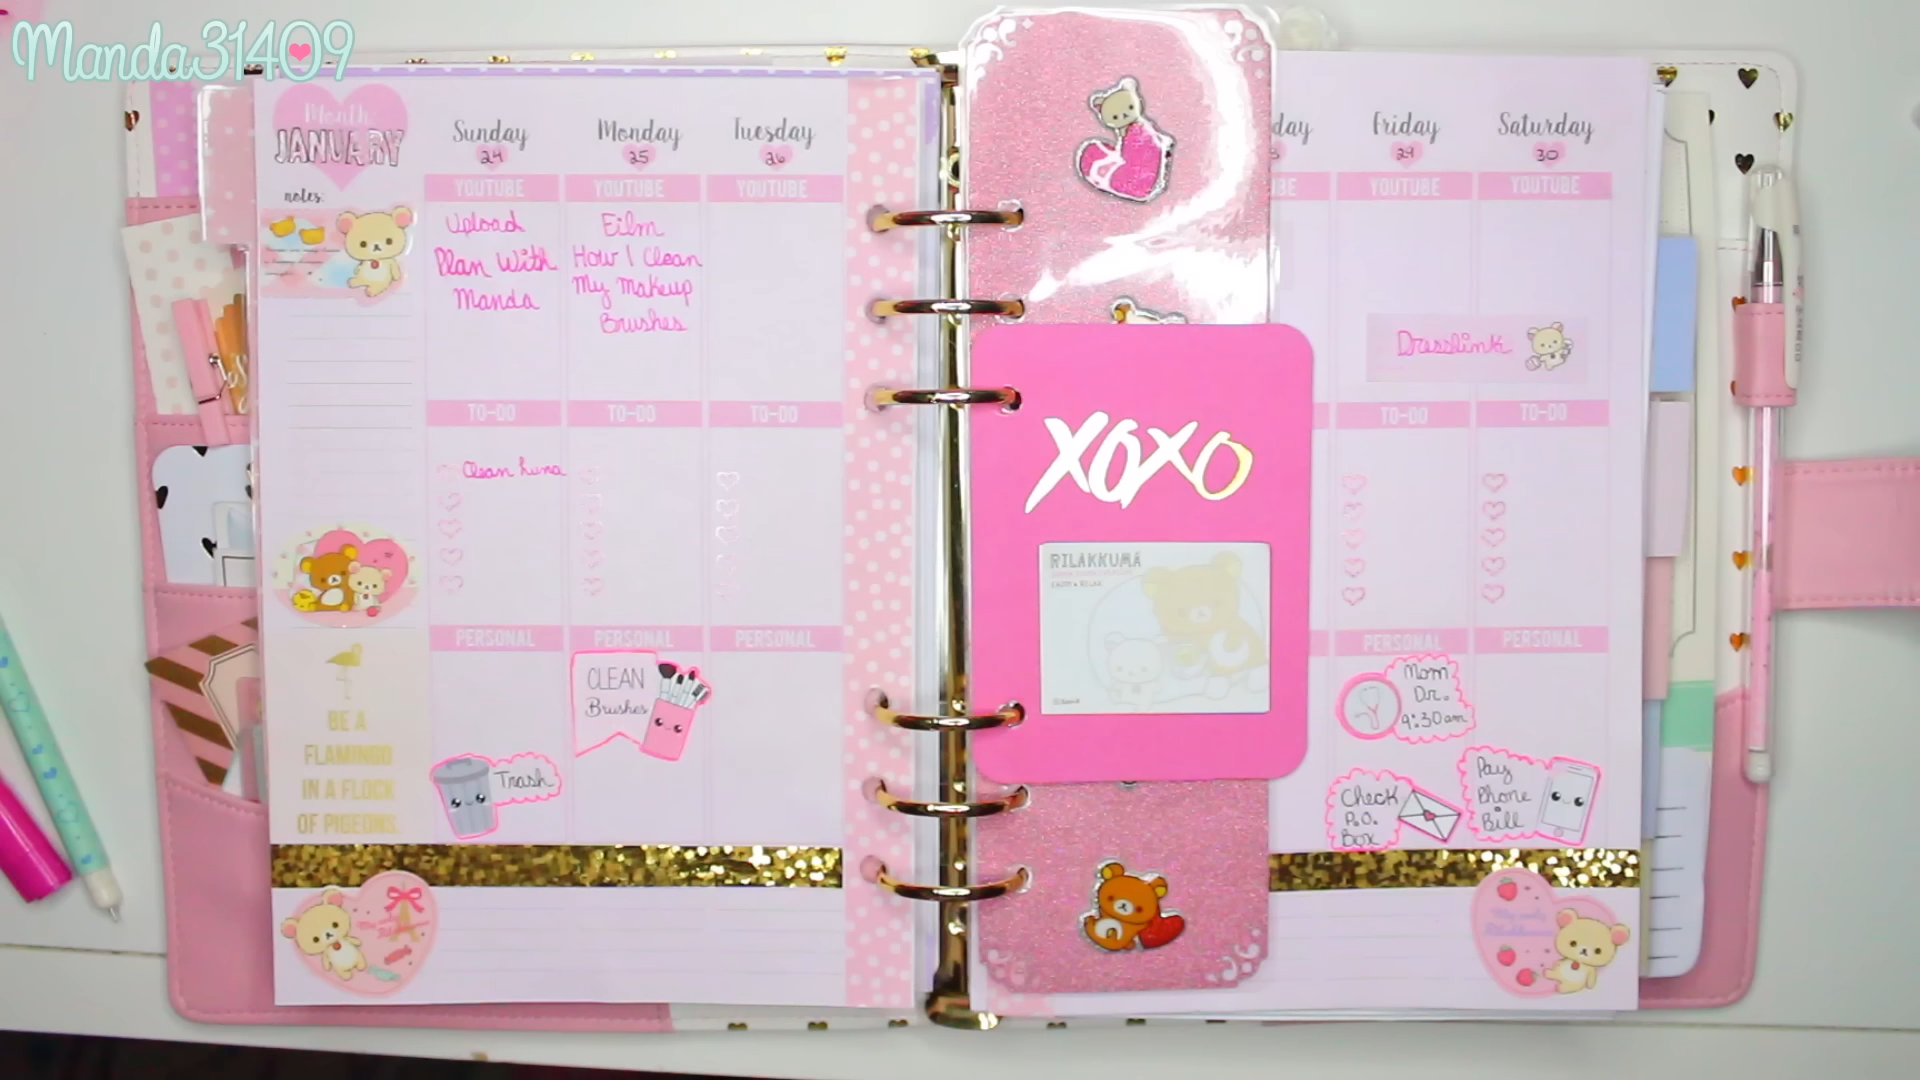 Manda31409
Month
JANUARY
notes:
Sunday
24
Monday
25
Tuesday
26
YOUTUBE
YOUTUBE
YOUTUBE
Upload
Plan With
Manda
Film
How I Clean
My Makeup
Brushes
TO-DO
TO-DO
TO-DO
Clean Luna
PERSONAL
PERSONAL
PERSONAL
CLEAN
Brushes
Trash
BE A
FLAMINGO
IN A FLOCK
OF PIGEONS.
XOXO
RILAKKUMA
day
Friday
29
Saturday
30
YOUTUBE
YOUTUBE
Dresslink
TO-DO
TO-DO
PERSONAL
PERSONAL
Mom
Dr.
9:30am
Check
P.O.
Box
Pay
Phone
Bill